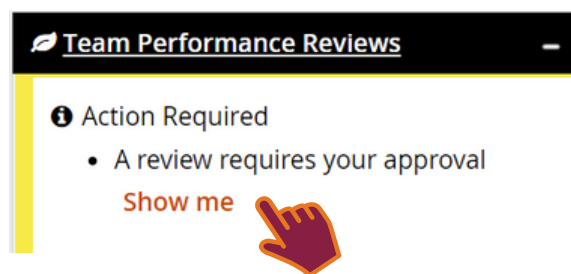 Team Performance Reviews
Action Required
• A review requires your approval
Show me